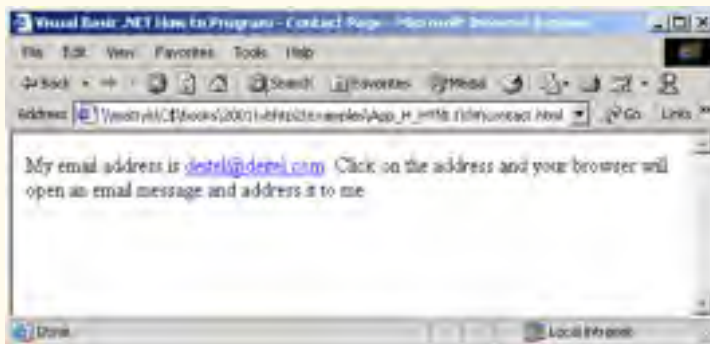 Visual Basic .NET How to Program - Contact Page - Microsoft Internet Explorer
File Edit View Favorites Tools Help
Back Search Favorites Media
Address contact.html Go Links
My email address is deitel@deitel.com Click on the address and your browser will
open an email message and address it to me
Done Local intranet